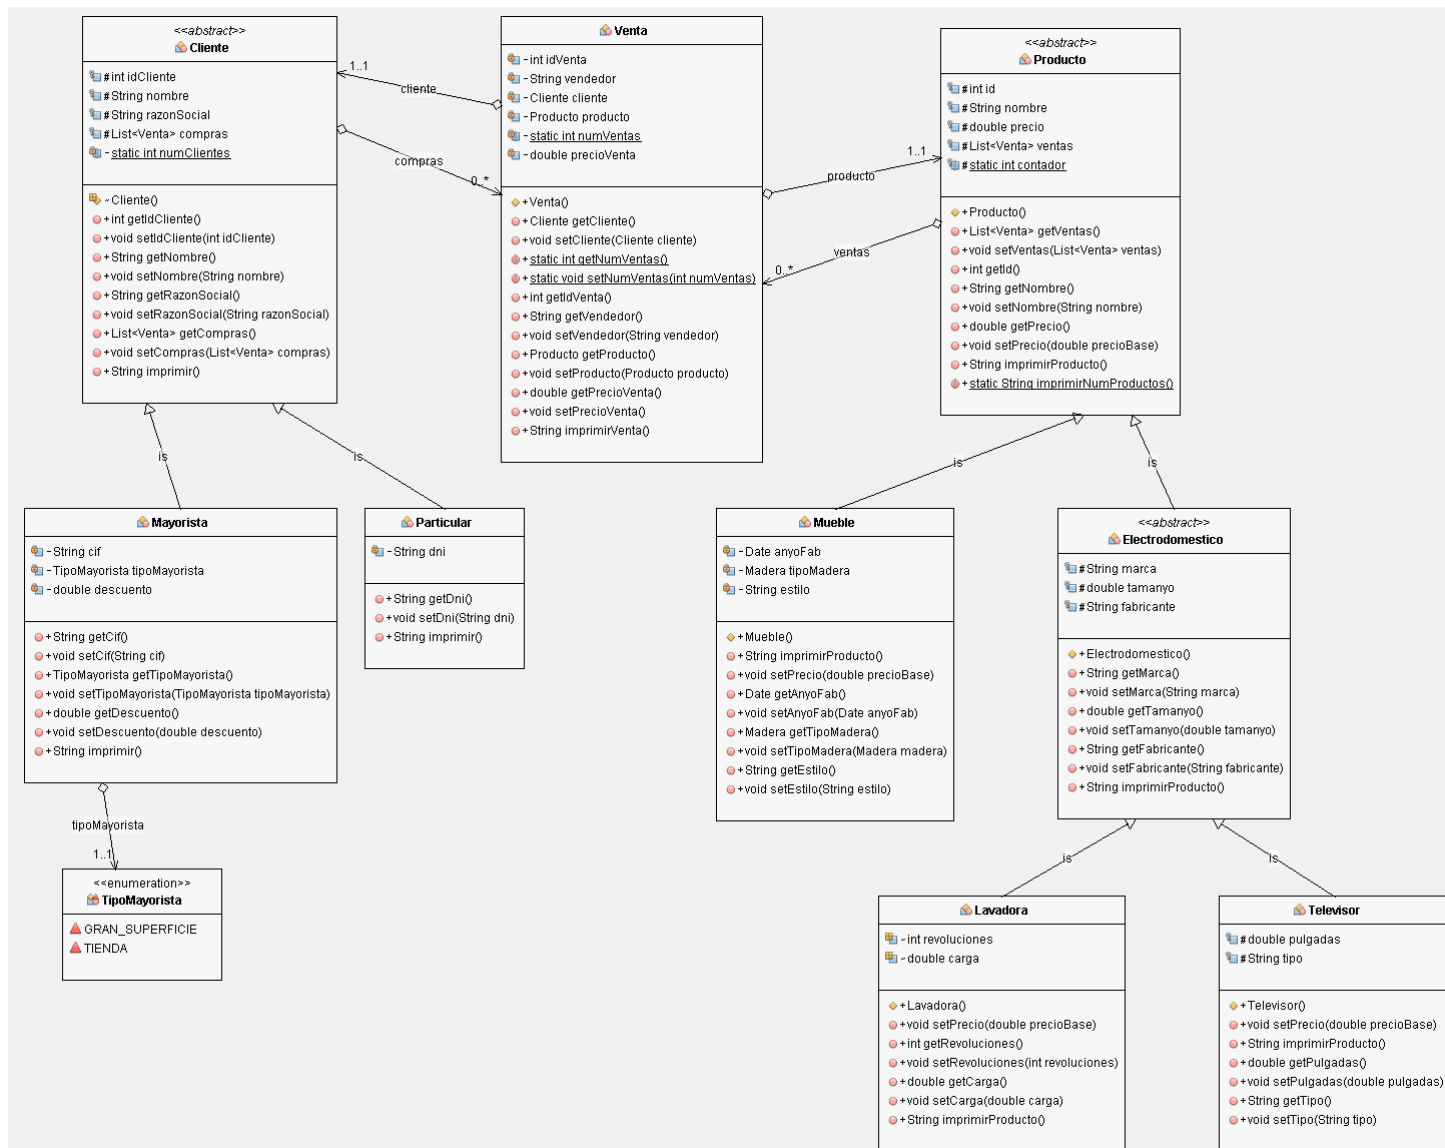 <<abstract>>
Cliente
#int idCliente
#String nombre
#String razonSocial
#List<Venta> compras
-static int numClientes
~Cliente()
+int getIdCliente()
+void setIdCliente(int idCliente)
+String getNombre()
+void setNombre(String nombre)
+String getRazonSocial()
+void setRazonSocial(String razonSocial)
+List<Venta> getCompras()
+void setCompras(List<Venta> compras)
+String imprimir()
1..1
cliente
compras
0..*
Venta
-int idVenta
-String vendedor
-Cliente cliente
-Producto producto
-static int numVentas
-double precioVenta
+Venta()
+Cliente getCliente()
+void setCliente(Cliente cliente)
+static int getNumVentas()
+static void setNumVentas(int numVentas)
+int getIdVenta()
+String getVendedor()
+void setVendedor(String vendedor)
+Producto getProducto()
+void setProducto(Producto producto)
+double getPrecioVenta()
+void setPrecioVenta()
+String imprimirVenta()
1..1
producto
ventas
0..*
<<abstract>>
Producto
#int id
#String nombre
#double precio
#List<Venta> ventas
#static int contador
+Producto()
+List<Venta> getVentas()
+void setVentas(List<Venta> ventas)
+int getId()
+String getNombre()
+void setNombre(String nombre)
+double getPrecio()
+void setPrecio(double precioBase)
+String imprimirProducto()
+static String imprimirNumProductos()
is
is
is
is
Mayorista
-String cif
-TipoMayorista tipoMayorista
-double descuento
+String getCif()
+void setCif(String cif)
+TipoMayorista getTipoMayorista()
+void setTipoMayorista(TipoMayorista tipoMayorista)
+double getDescuento()
+void setDescuento(double descuento)
+String imprimir()
Particular
-String dni
+String getDni()
+void setDni(String dni)
+String imprimir()
Mueble
-Date anyoFab
-Madera tipoMadera
-String estilo
+Mueble()
+String imprimirProducto()
+void setPrecio(double precioBase)
+Date getAnyoFab()
+void setAnyoFab(Date anyoFab)
+Madera getTipoMadera()
+void setTipoMadera(Madera madera)
+String getEstilo()
+void setEstilo(String estilo)
<<abstract>>
Electrodomestico
#String marca
#double tamanyo
#String fabricante
+Electrodomestico()
+String getMarca()
+void setMarca(String marca)
+double getTamanyo()
+void setTamanyo(double tamanyo)
+String getFabricante()
+void setFabricante(String fabricante)
+String imprimirProducto()
tipoMayorista
1..1
<<enumeration>>
TipoMayorista
GRAN_SUPERFICIE
TIENDA
is
is
Lavadora
~int revoluciones
~double carga
+Lavadora()
+void setPrecio(double precioBase)
+int getRevoluciones()
+void setRevoluciones(int revoluciones)
+double getCarga()
+void setCarga(double carga)
+String imprimirProducto()
Televisor
#double pulgadas
#String tipo
+Televisor()
+void setPrecio(double precioBase)
+String imprimirProducto()
+double getPulgadas()
+void setPulgadas(double pulgadas)
+String getTipo()
+void setTipo(String tipo)